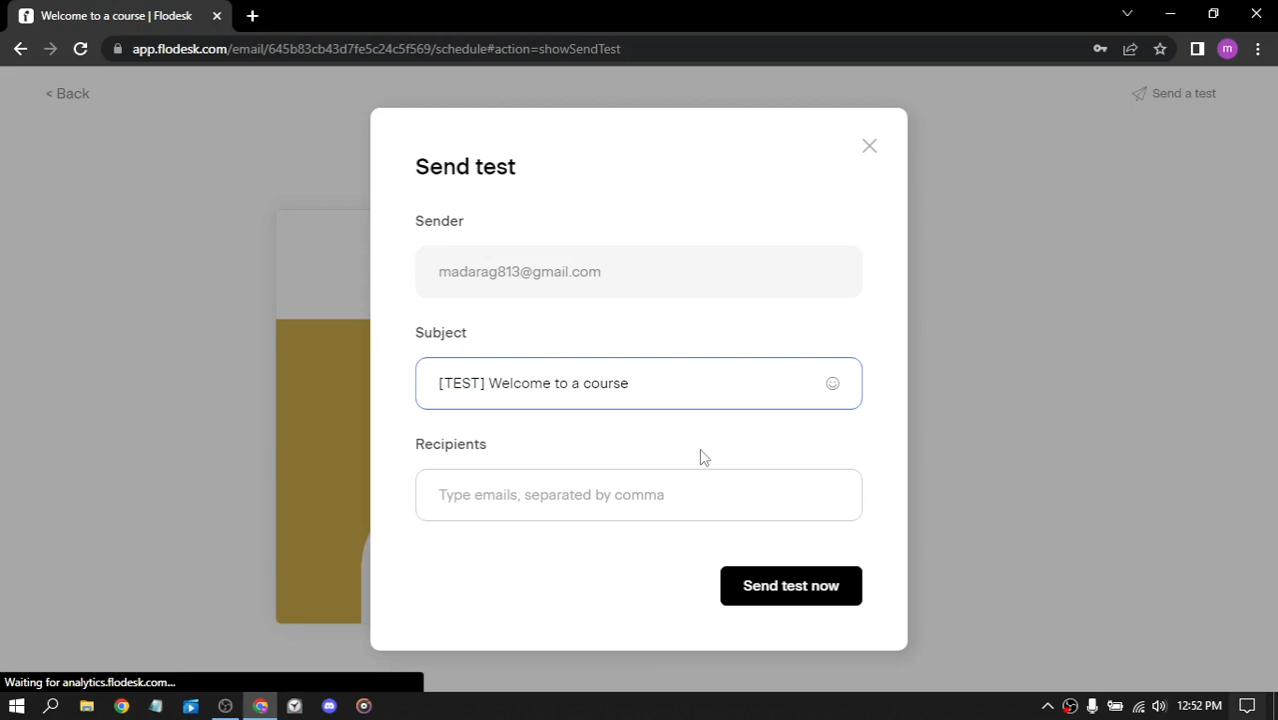 Welcome to a course | Flodesk
app.flodesk.com/email/645b83cb43d7fe5c24c5f569/schedule#action=showSendTest
m
< Back
Send a test
Send test
Sender
madarag813@gmail.com
Subject
[TEST] Welcome to a course
Recipients
Type emails, separated by comma
Send test now
Waiting for analytics.flodesk.com...
12:52 PM